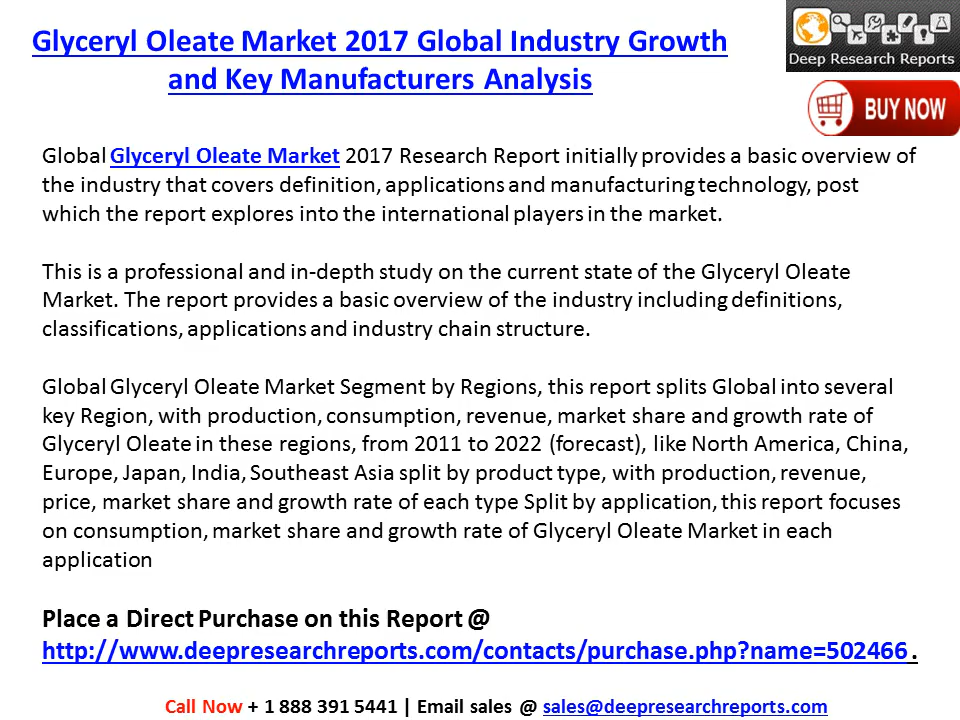 Glyceryl Oleate Market 2017 Global Industry Growth
and Key Manufacturers Analysis
Deep Research Reports
BUY NOW
Global Glyceryl Oleate Market 2017 Research Report initially provides a basic overview of
the industry that covers definition, applications and manufacturing technology, post
which the report explores into the international players in the market.
This is a professional and in-depth study on the current state of the Glyceryl Oleate
Market. The report provides a basic overview of the industry including definitions,
classifications, applications and industry chain structure.
Global Glyceryl Oleate Market Segment by Regions, this report splits Global into several
key Region, with production, consumption, revenue, market share and growth rate of
Glyceryl Oleate in these regions, from 2011 to 2022 (forecast), like North America, China,
Europe, Japan, India, Southeast Asia split by product type, with production, revenue,
price, market share and growth rate of each type Split by application, this report focuses
on consumption, market share and growth rate of Glyceryl Oleate Market in each
application
Place a Direct Purchase on this Report @
http://www.deepresearchreports.com/contacts/purchase.php?name=502466 .
Call Now + 1 888 391 5441 | Email sales @ sales@deepresearchreports.com